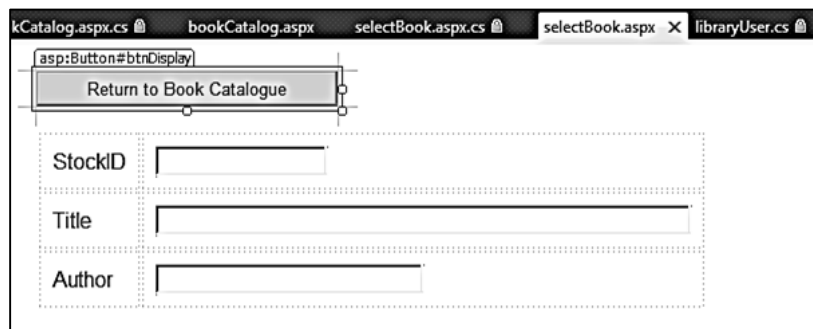 kCatalog.aspx.cs bookCatalog.aspx selectBook.aspx.cs selectBook.aspx X libraryUser.cs
asp:Button#btnDisplay
Return to Book Catalogue
StockID
Title
Author